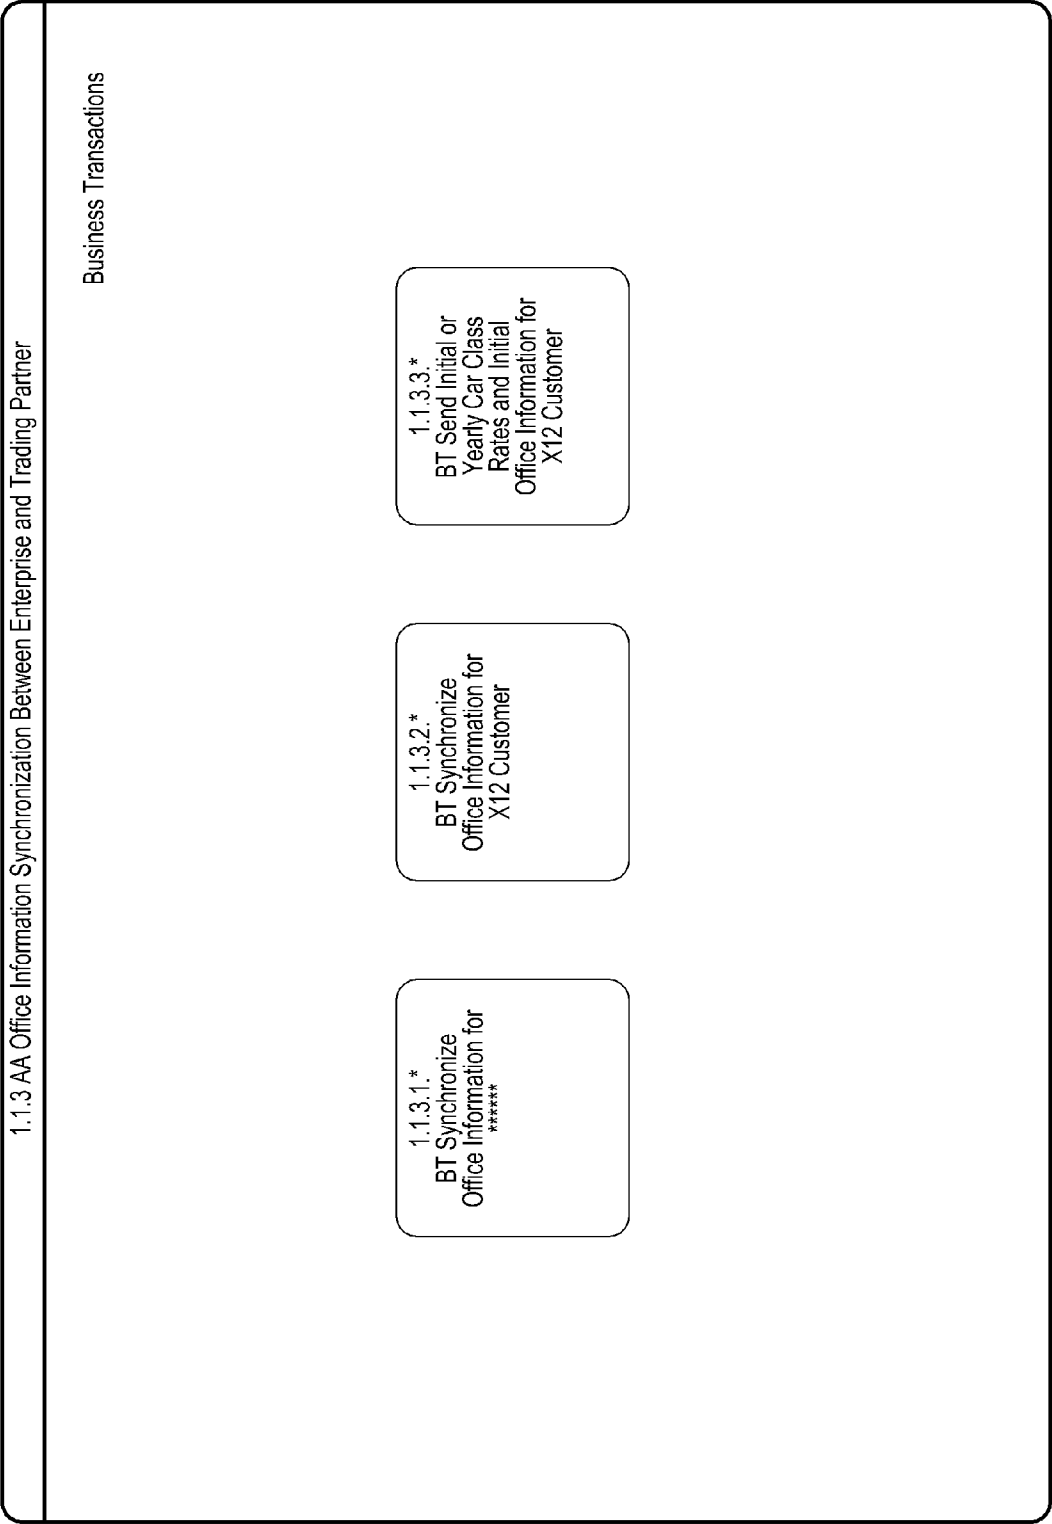 1.1.3 AA Office Information Synchronization Between Enterprise and Trading Partner
Business Transactions
1.1.3.1.*
BT Synchronize
Office Information for
******
1.1.3.2.*
BT Synchronize
Office Information for
X12 Customer
1.1.3.3.*
BT Send Initial or
Yearly Car Class
Rates and Initial
Office Information for
X12 Customer